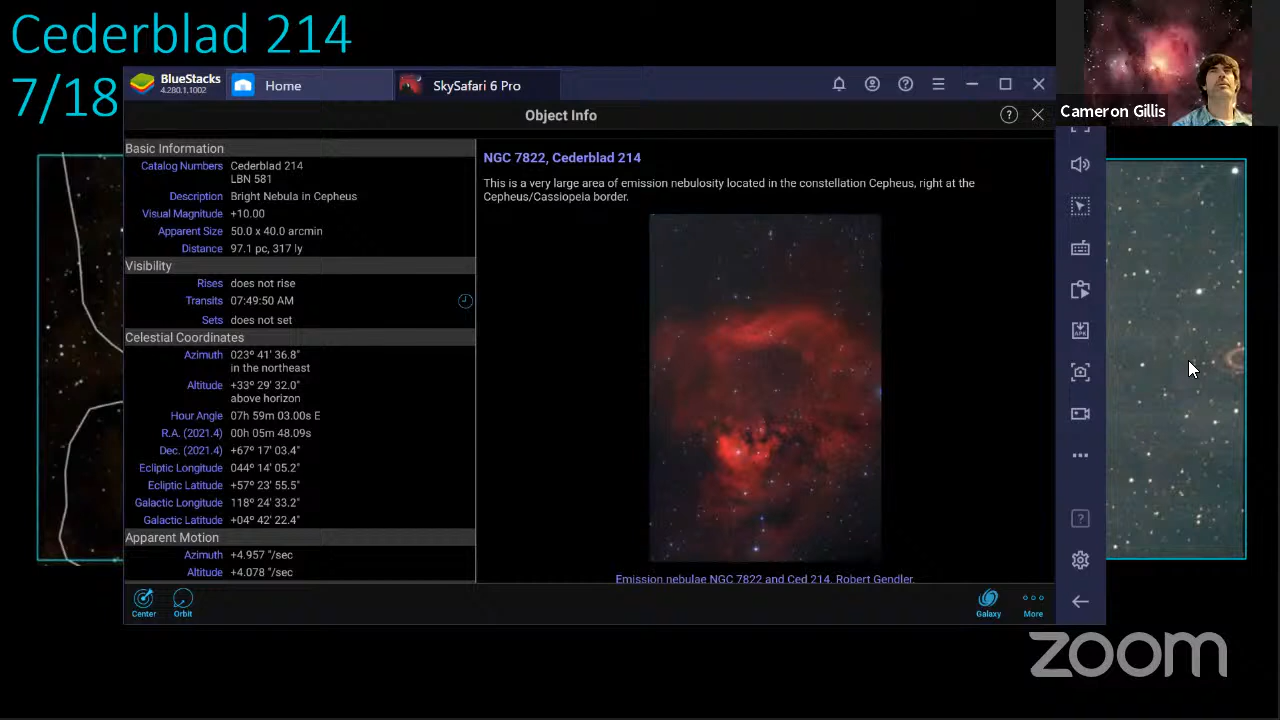 Cederblad 214
7/18
BlueStacks
4.280.1.1002
Home
SkySafari 6 Pro
Object Info
Cameron Gillis
Basic Information
Catalog Numbers Cederblad 214
LBN 581
Description Bright Nebula in Cepheus
Visual Magnitude +10.00
Apparent Size 50.0 x 40.0 arcmin
Distance 97.1 pc, 317 ly
Visibility
Rises does not rise
Transits 07:49:50 AM
Sets does not set
Celestial Coordinates
Azimuth 023º 41' 36.8"
in the northeast
Altitude +33º 29' 32.0"
above horizon
Hour Angle 07h 59m 03.00s E
R.A. (2021.4) 00h 05m 48.09s
Dec. (2021.4) +67º 17' 03.4"
Ecliptic Longitude 044º 14' 05.2"
Ecliptic Latitude +57º 23' 55.5"
Galactic Longitude 118º 24' 33.2"
Galactic Latitude +04º 42' 22.4"
Apparent Motion
Azimuth +4.957 "/sec
Altitude +4.078 "/sec
NGC 7822, Cederblad 214
This is a very large area of emission nebulosity located in the constellation Cepheus, right at the
Cepheus/Cassiopeia border.
Emission nebulae NGC 7822 and Ced 214. Robert Gendler.
Center
Orbit
Galaxy
More
APK
zoom